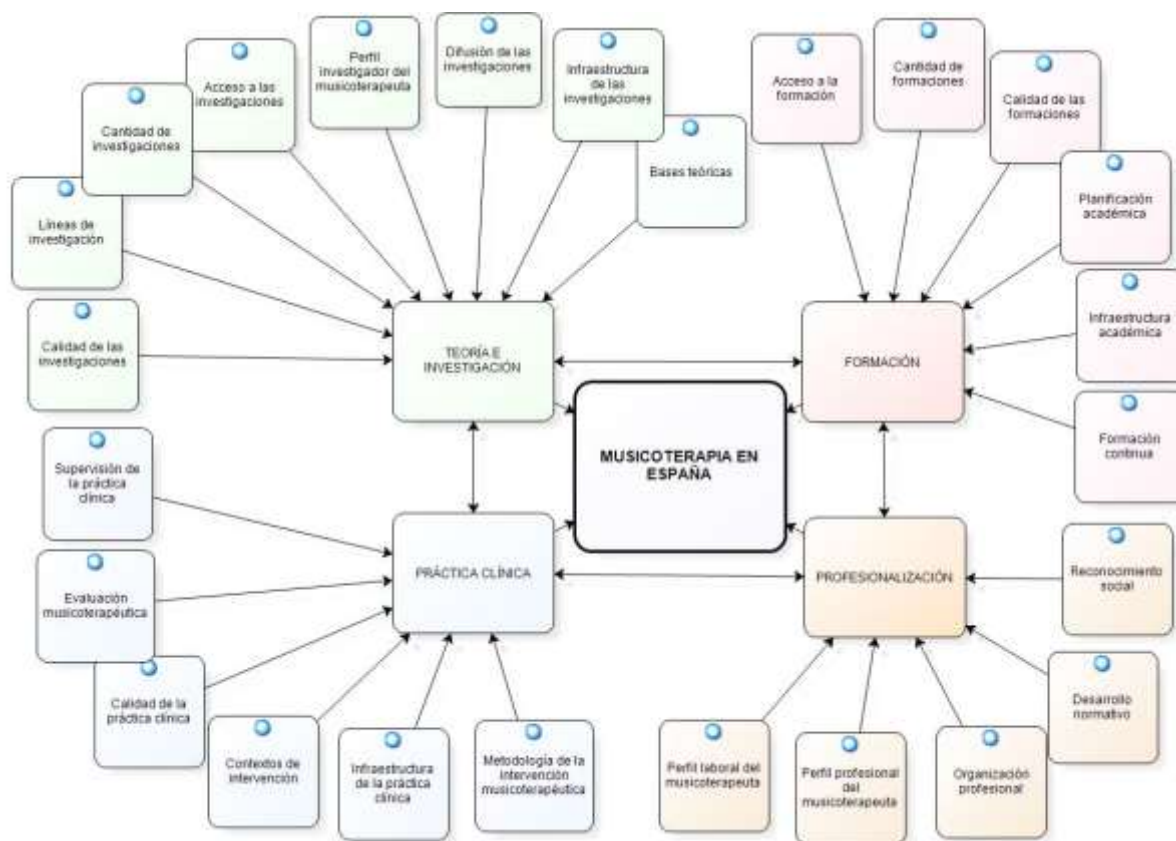 Perfil
investigador del
musicoterapeuta
Difusión de las
investigaciones
Acceso a las
investigaciones
Infraestructura
de las
investigaciones
Cantidad de
investigaciones
Bases teóricas
Líneas de
investigación
Calidad de las
investigaciones
Acceso a la
formación
Cantidad de
formaciones
Calidad de las
formaciones
Planificación
académica
Infraestructura
académica
Formación
continua
TEORÍA E
INVESTIGACIÓN
FORMACIÓN
MUSICOTERAPIA EN
ESPAÑA
PRÁCTICA CLÍNICA
PROFESIONALIZACIÓN
Supervisión de
la práctica
clínica
Evaluación
musicoterapéutica
Calidad de la
práctica clínica
Contextos de
intervención
Infraestructura
de la práctica
clínica
Metodología de la
intervención
musicoterapéutica
Reconocimiento
social
Desarrollo
normativo
Perfil laboral del
musicoterapeuta
Perfil profesional
del
musicoterapeuta
Organización
profesional